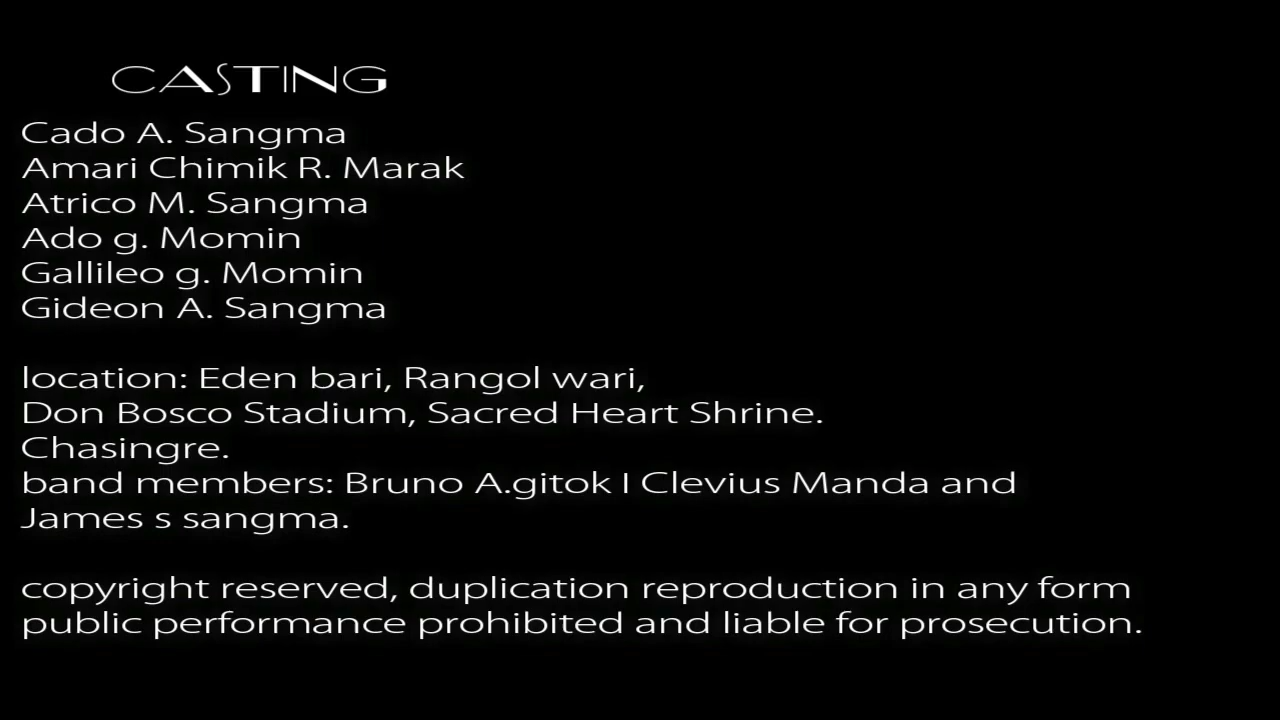 CASTING
Cado A. Sangma
Amari Chimik R. Marak
Atrico M. Sangma
Ado g. Momin
Gallileo g. Momin
Gideon A. Sangma
location: Eden bari, Rangol wari,
Don Bosco Stadium, Sacred Heart Shrine.
Chasingre.
band members: Bruno A.gitok I Clevius Manda and
James s sangma.
copyright reserved, duplication reproduction in any form
public performance prohibited and liable for prosecution.